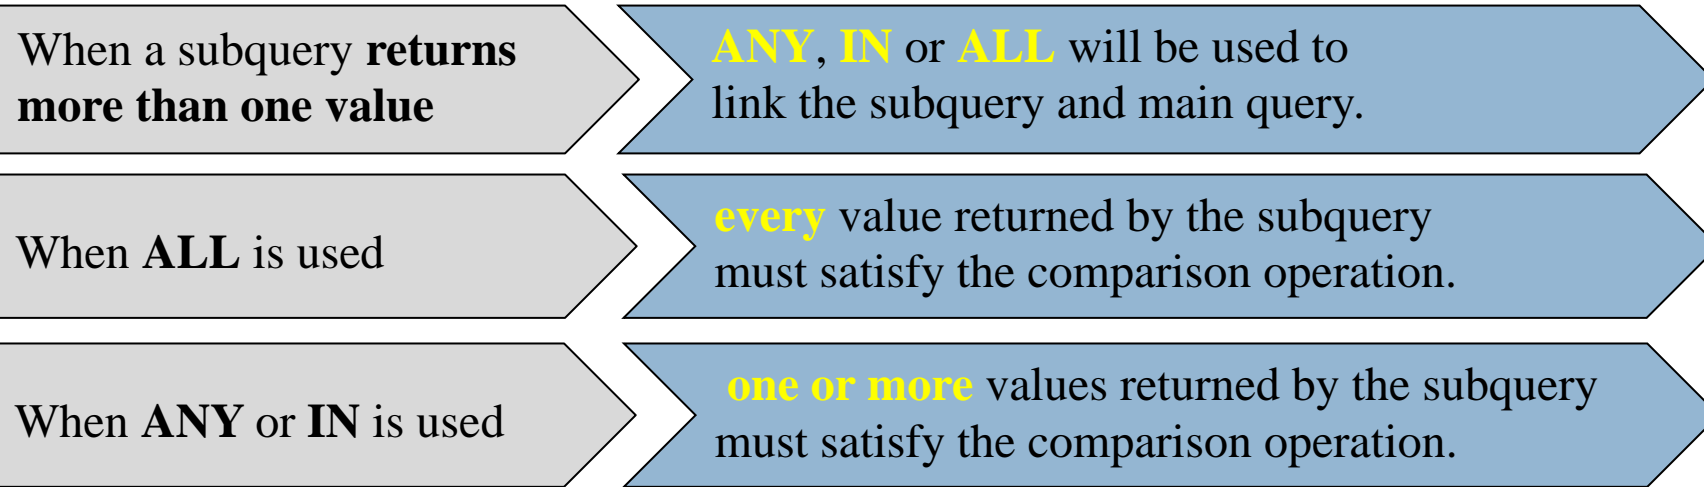 When a subquery returns
more than one value
ANY, IN or ALL will be used to
link the subquery and main query.
When ALL is used
every value returned by the subquery
must satisfy the comparison operation.
When ANY or IN is used
one or more values returned by the subquery
must satisfy the comparison operation.